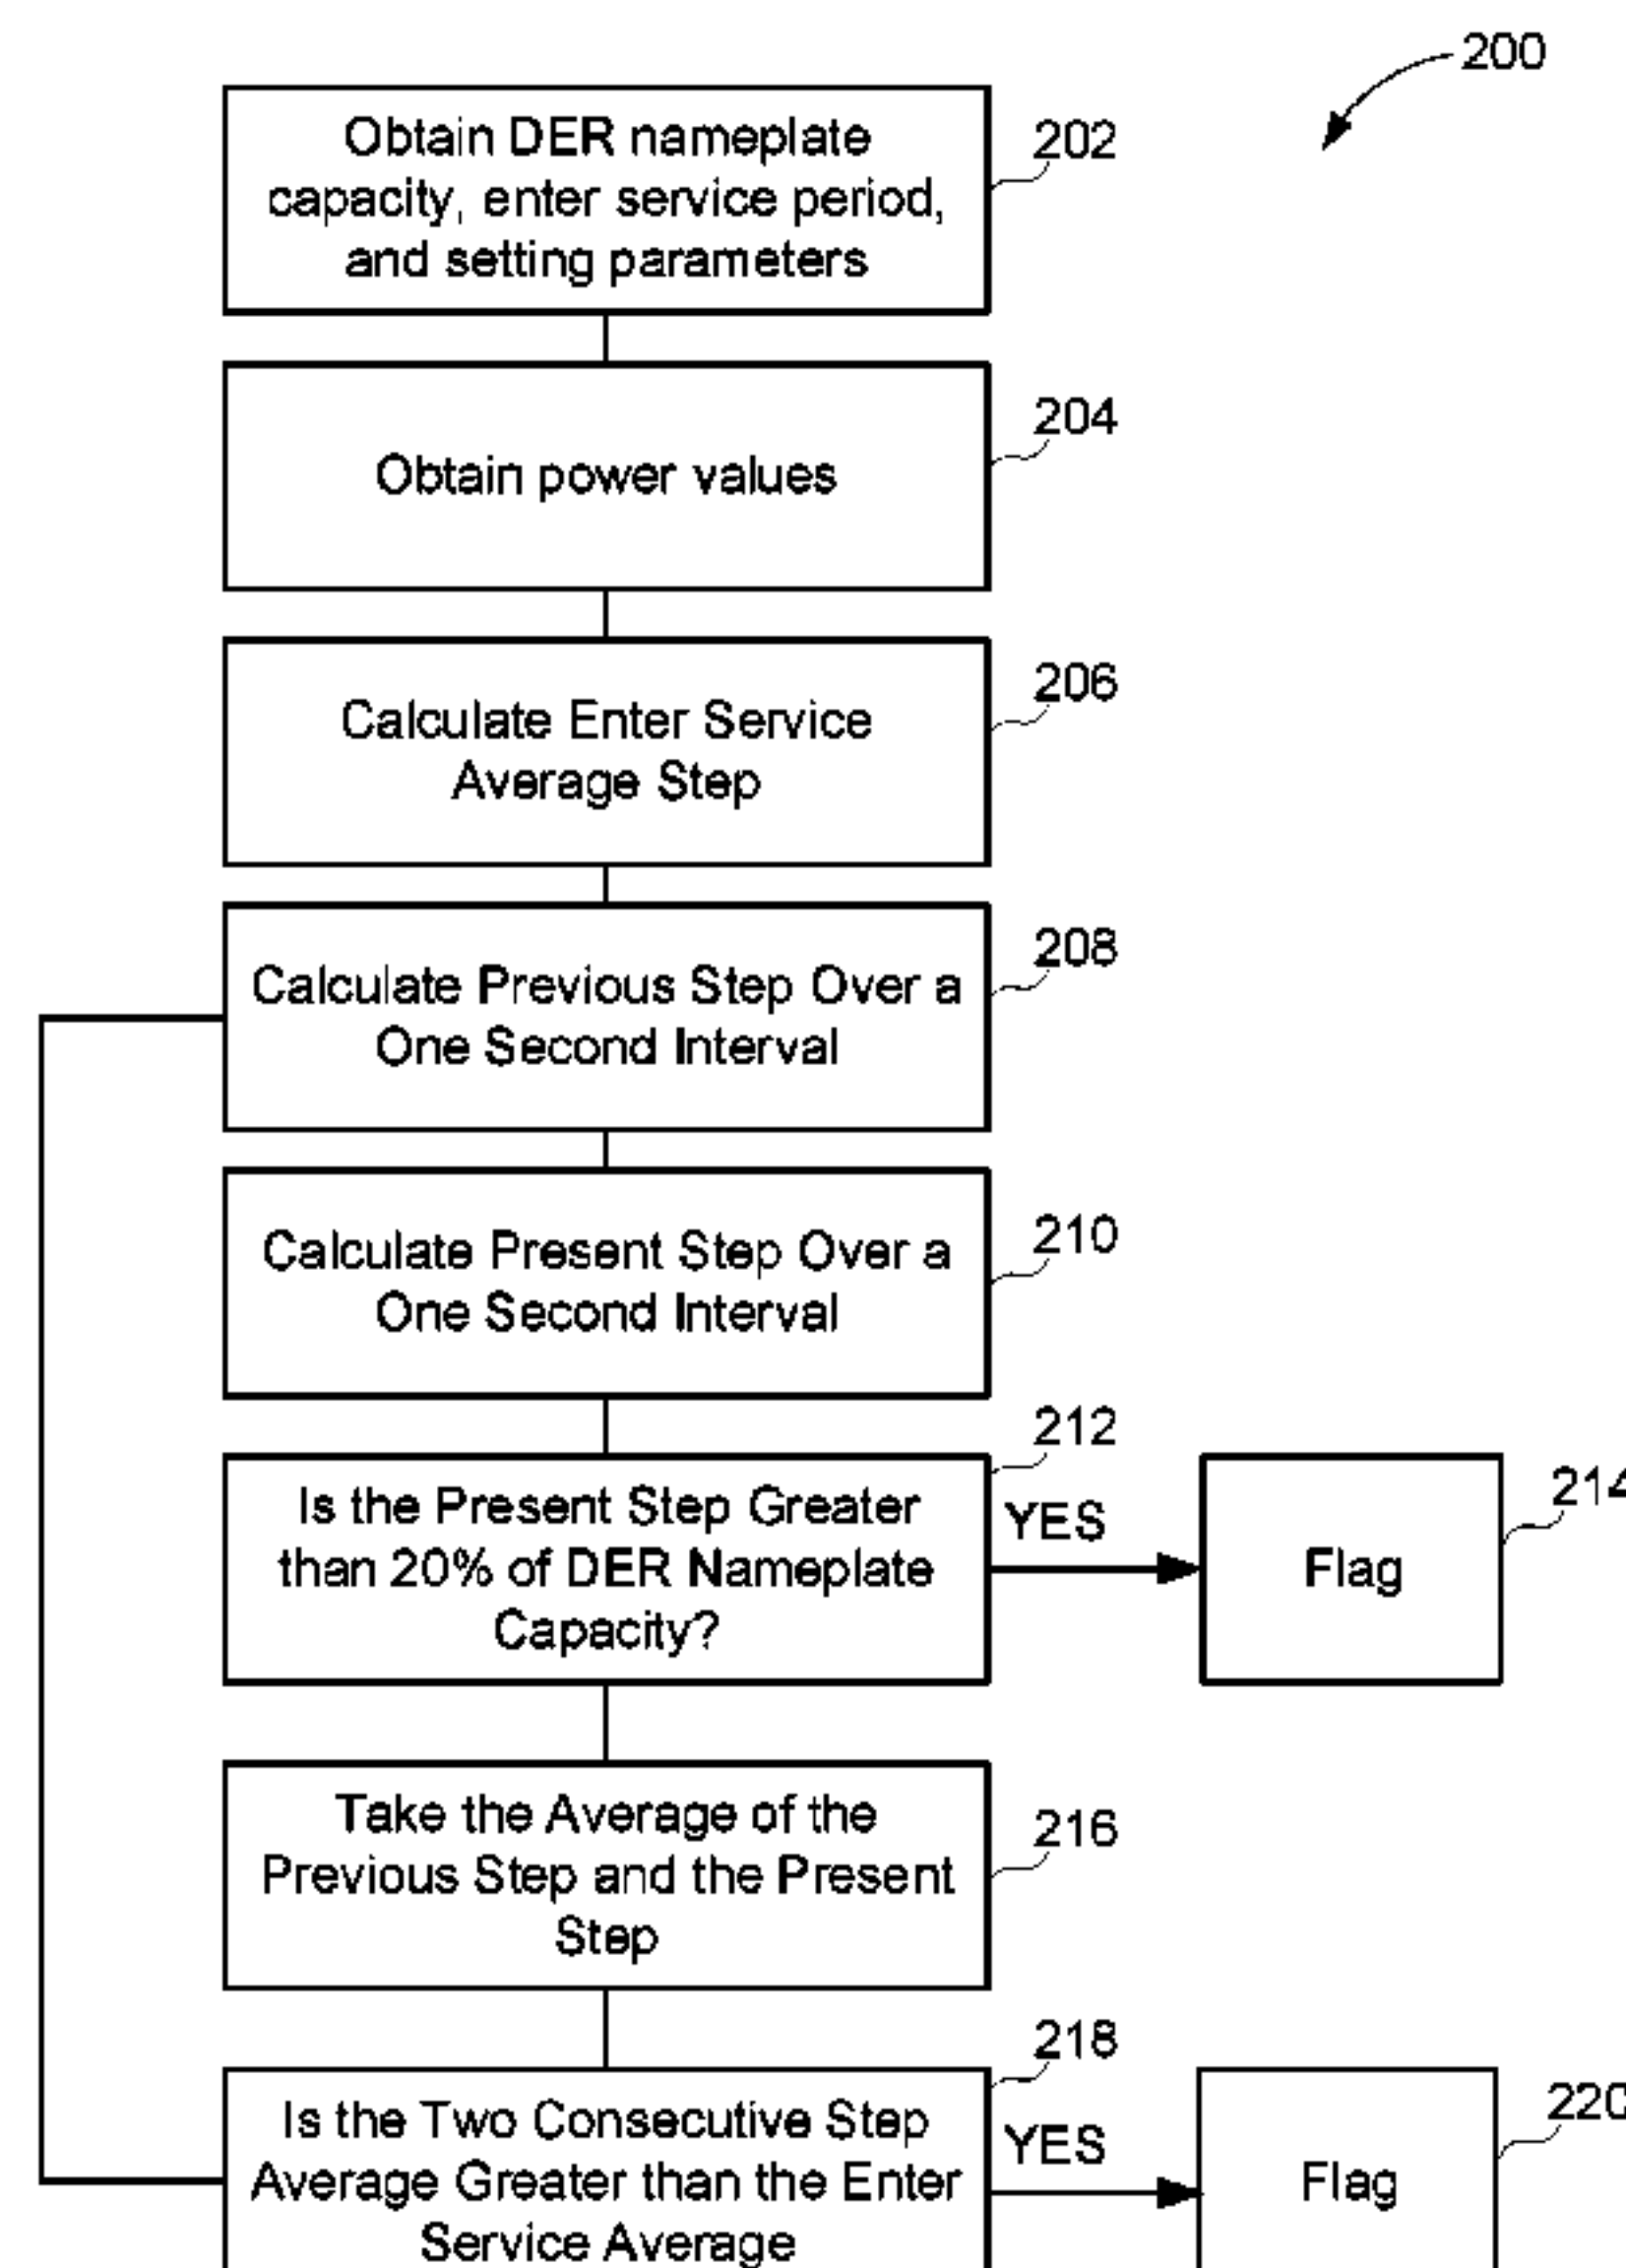 200
Obtain DER nameplate
capacity, enter service period,
and setting parameters
202
Obtain power values
204
Calculate Enter Service
Average Step
206
Calculate Previous Step Over a
One Second Interval
208
Calculate Present Step Over a
One Second Interval
210
Is the Present Step Greater
than 20% of DER Nameplate
Capacity?
212
YES
Flag
214
Take the Average of the
Previous Step and the Present
Step
216
Is the Two Consecutive Step
Average Greater than the Enter
Service Average
218
YES
Flag
220